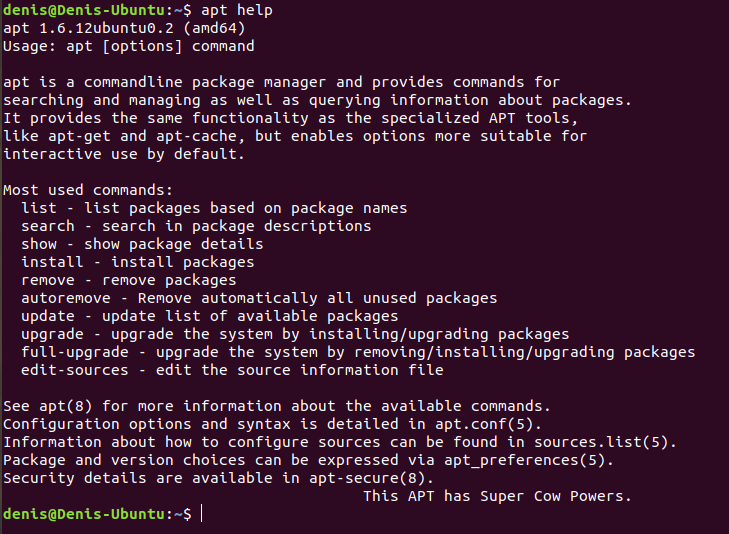 denis@Denis-Ubuntu:~$ apt help
apt 1.6.12ubuntu0.2 (amd64)
Usage: apt [options] command

apt is a commandline package manager and provides commands for
searching and managing as well as querying information about packages.
It provides the same functionality as the specialized APT tools,
like apt-get and apt-cache, but enables options more suitable for
interactive use by default.

Most used commands:
  list - list packages based on package names
  search - search in package descriptions
  show - show package details
  install - install packages
  remove - remove packages
  autoremove - Remove automatically all unused packages
  update - update list of available packages
  upgrade - upgrade the system by installing/upgrading packages
  full-upgrade - upgrade the system by removing/installing/upgrading packages
  edit-sources - edit the source information file

See apt(8) for more information about the available commands.
Configuration options and syntax is detailed in apt.conf(5).
Information about how to configure sources can be found in sources.list(5).
Package and version choices can be expressed via apt_preferences(5).
Security details are available in apt-secure(8).
                                        This APT has Super Cow Powers.
denis@Denis-Ubuntu:~$